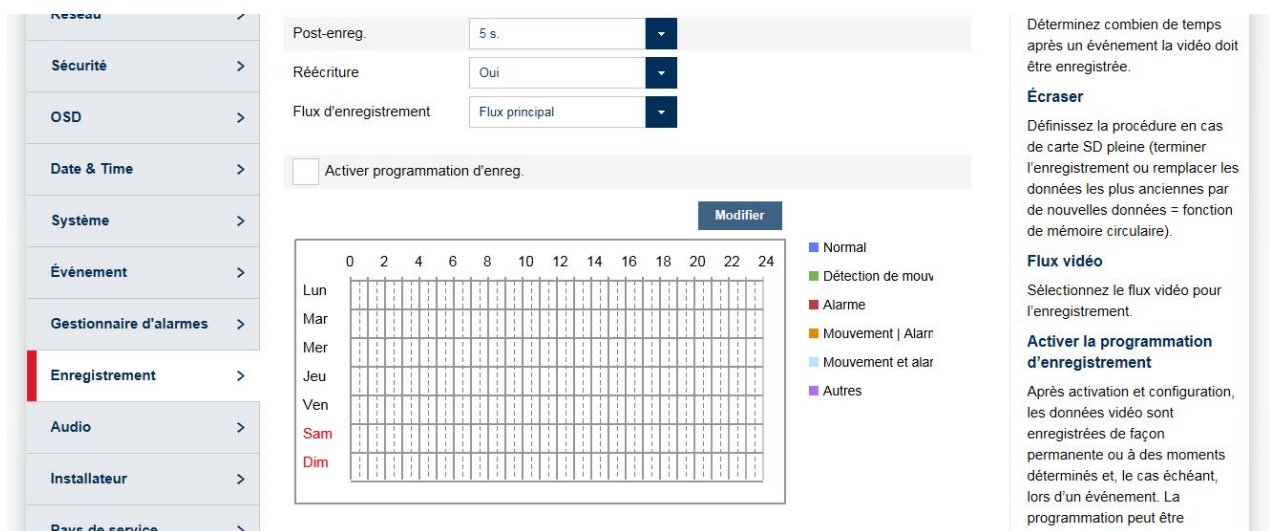 Réseau
Sécurité
OSD
Date & Time
Système
Événement
Gestionnaire d'alarmes
Enregistrement
Audio
Installateur
Pays de service
Post-enreg.
5 s.
Réécriture
Oui
Flux d'enregistrement
Flux principal
Activer programmation d'enreg.
Modifier
0 2 4 6 8 10 12 14 16 18 20 22 24
Lun
Mar
Mer
Jeu
Ven
Sam
Dim
Normal
Détection de mouv
Alarme
Mouvement | Alarm
Mouvement et alar
Autres
Déterminez combien de temps
après un événement la vidéo doit
être enregistrée.
Écraser
Définissez la procédure en cas
de carte SD pleine (terminer
l'enregistrement ou remplacer les
données les plus anciennes par
de nouvelles données = fonction
de mémoire circulaire).
Flux vidéo
Sélectionnez le flux vidéo pour
l'enregistrement.
Activer la programmation
d'enregistrement
Après activation et configuration,
les données vidéo sont
enregistrées de façon
permanente ou à des moments
déterminés et, le cas échéant,
lors d'un événement. La
programmation peut être